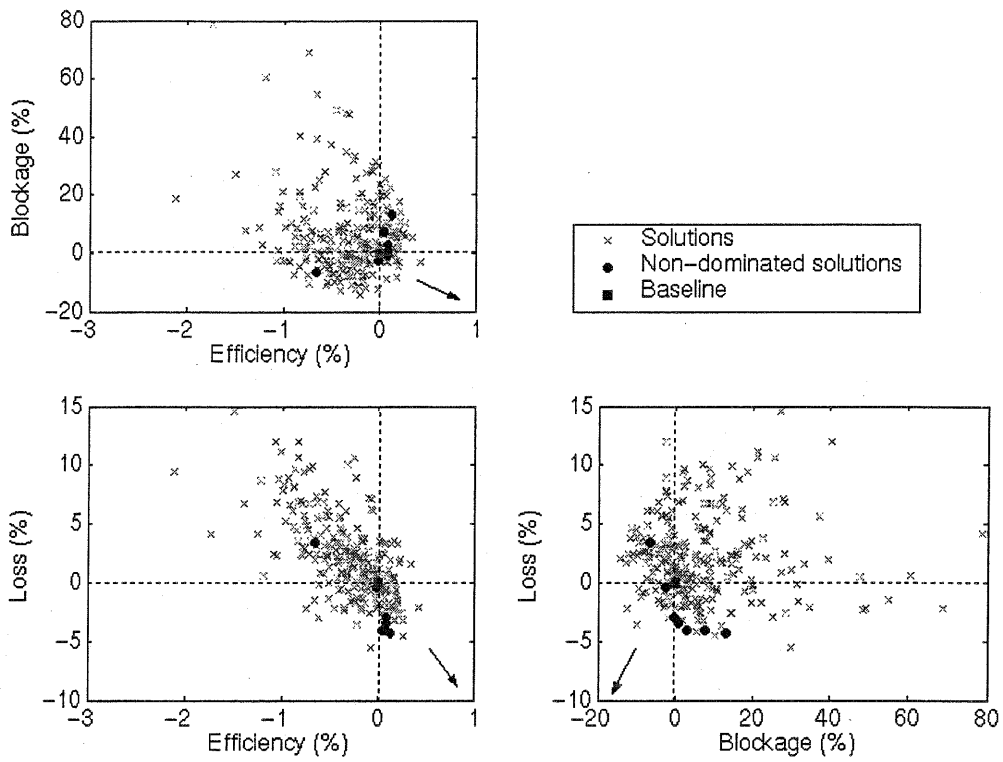 80
60
40
20
0
−20
Blockage (%)
−3 −2 −1 0 1
Efficiency (%)
Solutions
Non−dominated solutions
Baseline
15
10
5
0
−5
−10
Loss (%)
−3 −2 −1 0 1
Efficiency (%)
15
10
5
0
−5
−10
Loss (%)
−20 0 20 40 60 80
Blockage (%)